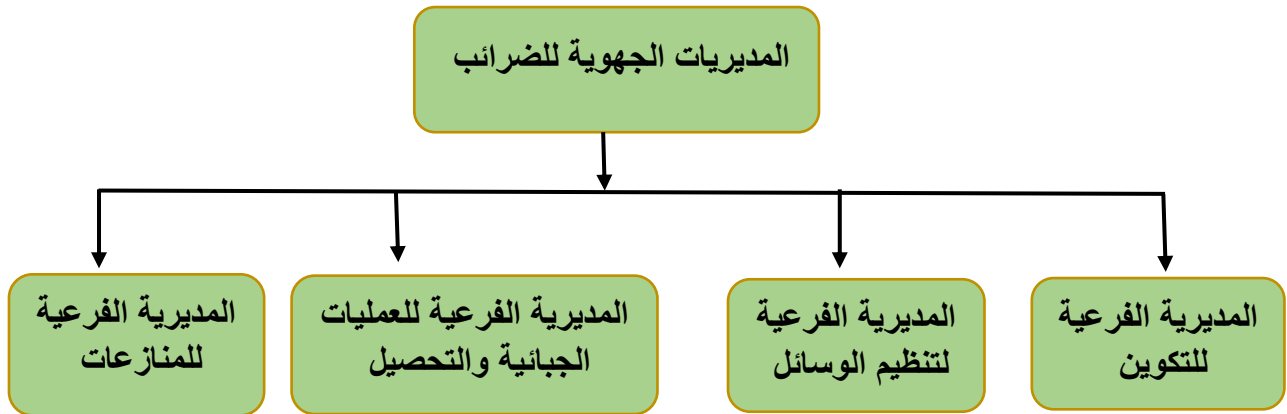 المديريات الجهوية للضرائب
المديرية الفرعية
للتكوين
المديرية الفرعية
لتنظيم الوسائل
المديرية الفرعية للعمليات
الجبائية والتحصيل
المديرية الفرعية
للمنازعات